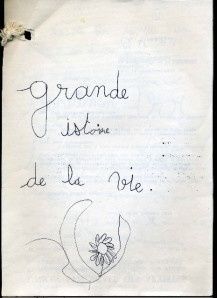 grande
istoire
de la vie.